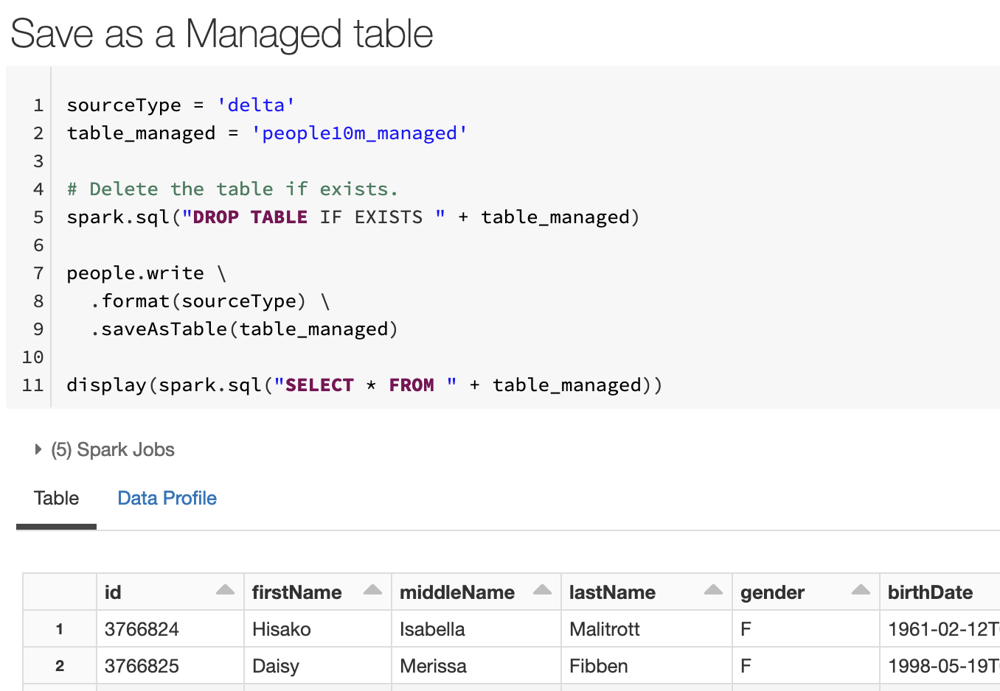 Save as a Managed table
1 sourceType = 'delta'
2 table_managed = 'people10m_managed'
3
4 # Delete the table if exists.
5 spark.sql("DROP TABLE IF EXISTS " + table_managed)
6
7 people.write \
8   .format(sourceType) \
9   .saveAsTable(table_managed)
10
11 display(spark.sql("SELECT * FROM " + table_managed))
(5) Spark Jobs
Table Data Profile
id firstName middleName lastName gender birthDate
1 3766824 Hisako Isabella Malitrott F 1961-02-12T
2 3766825 Daisy Merissa Fibben F 1998-05-19T